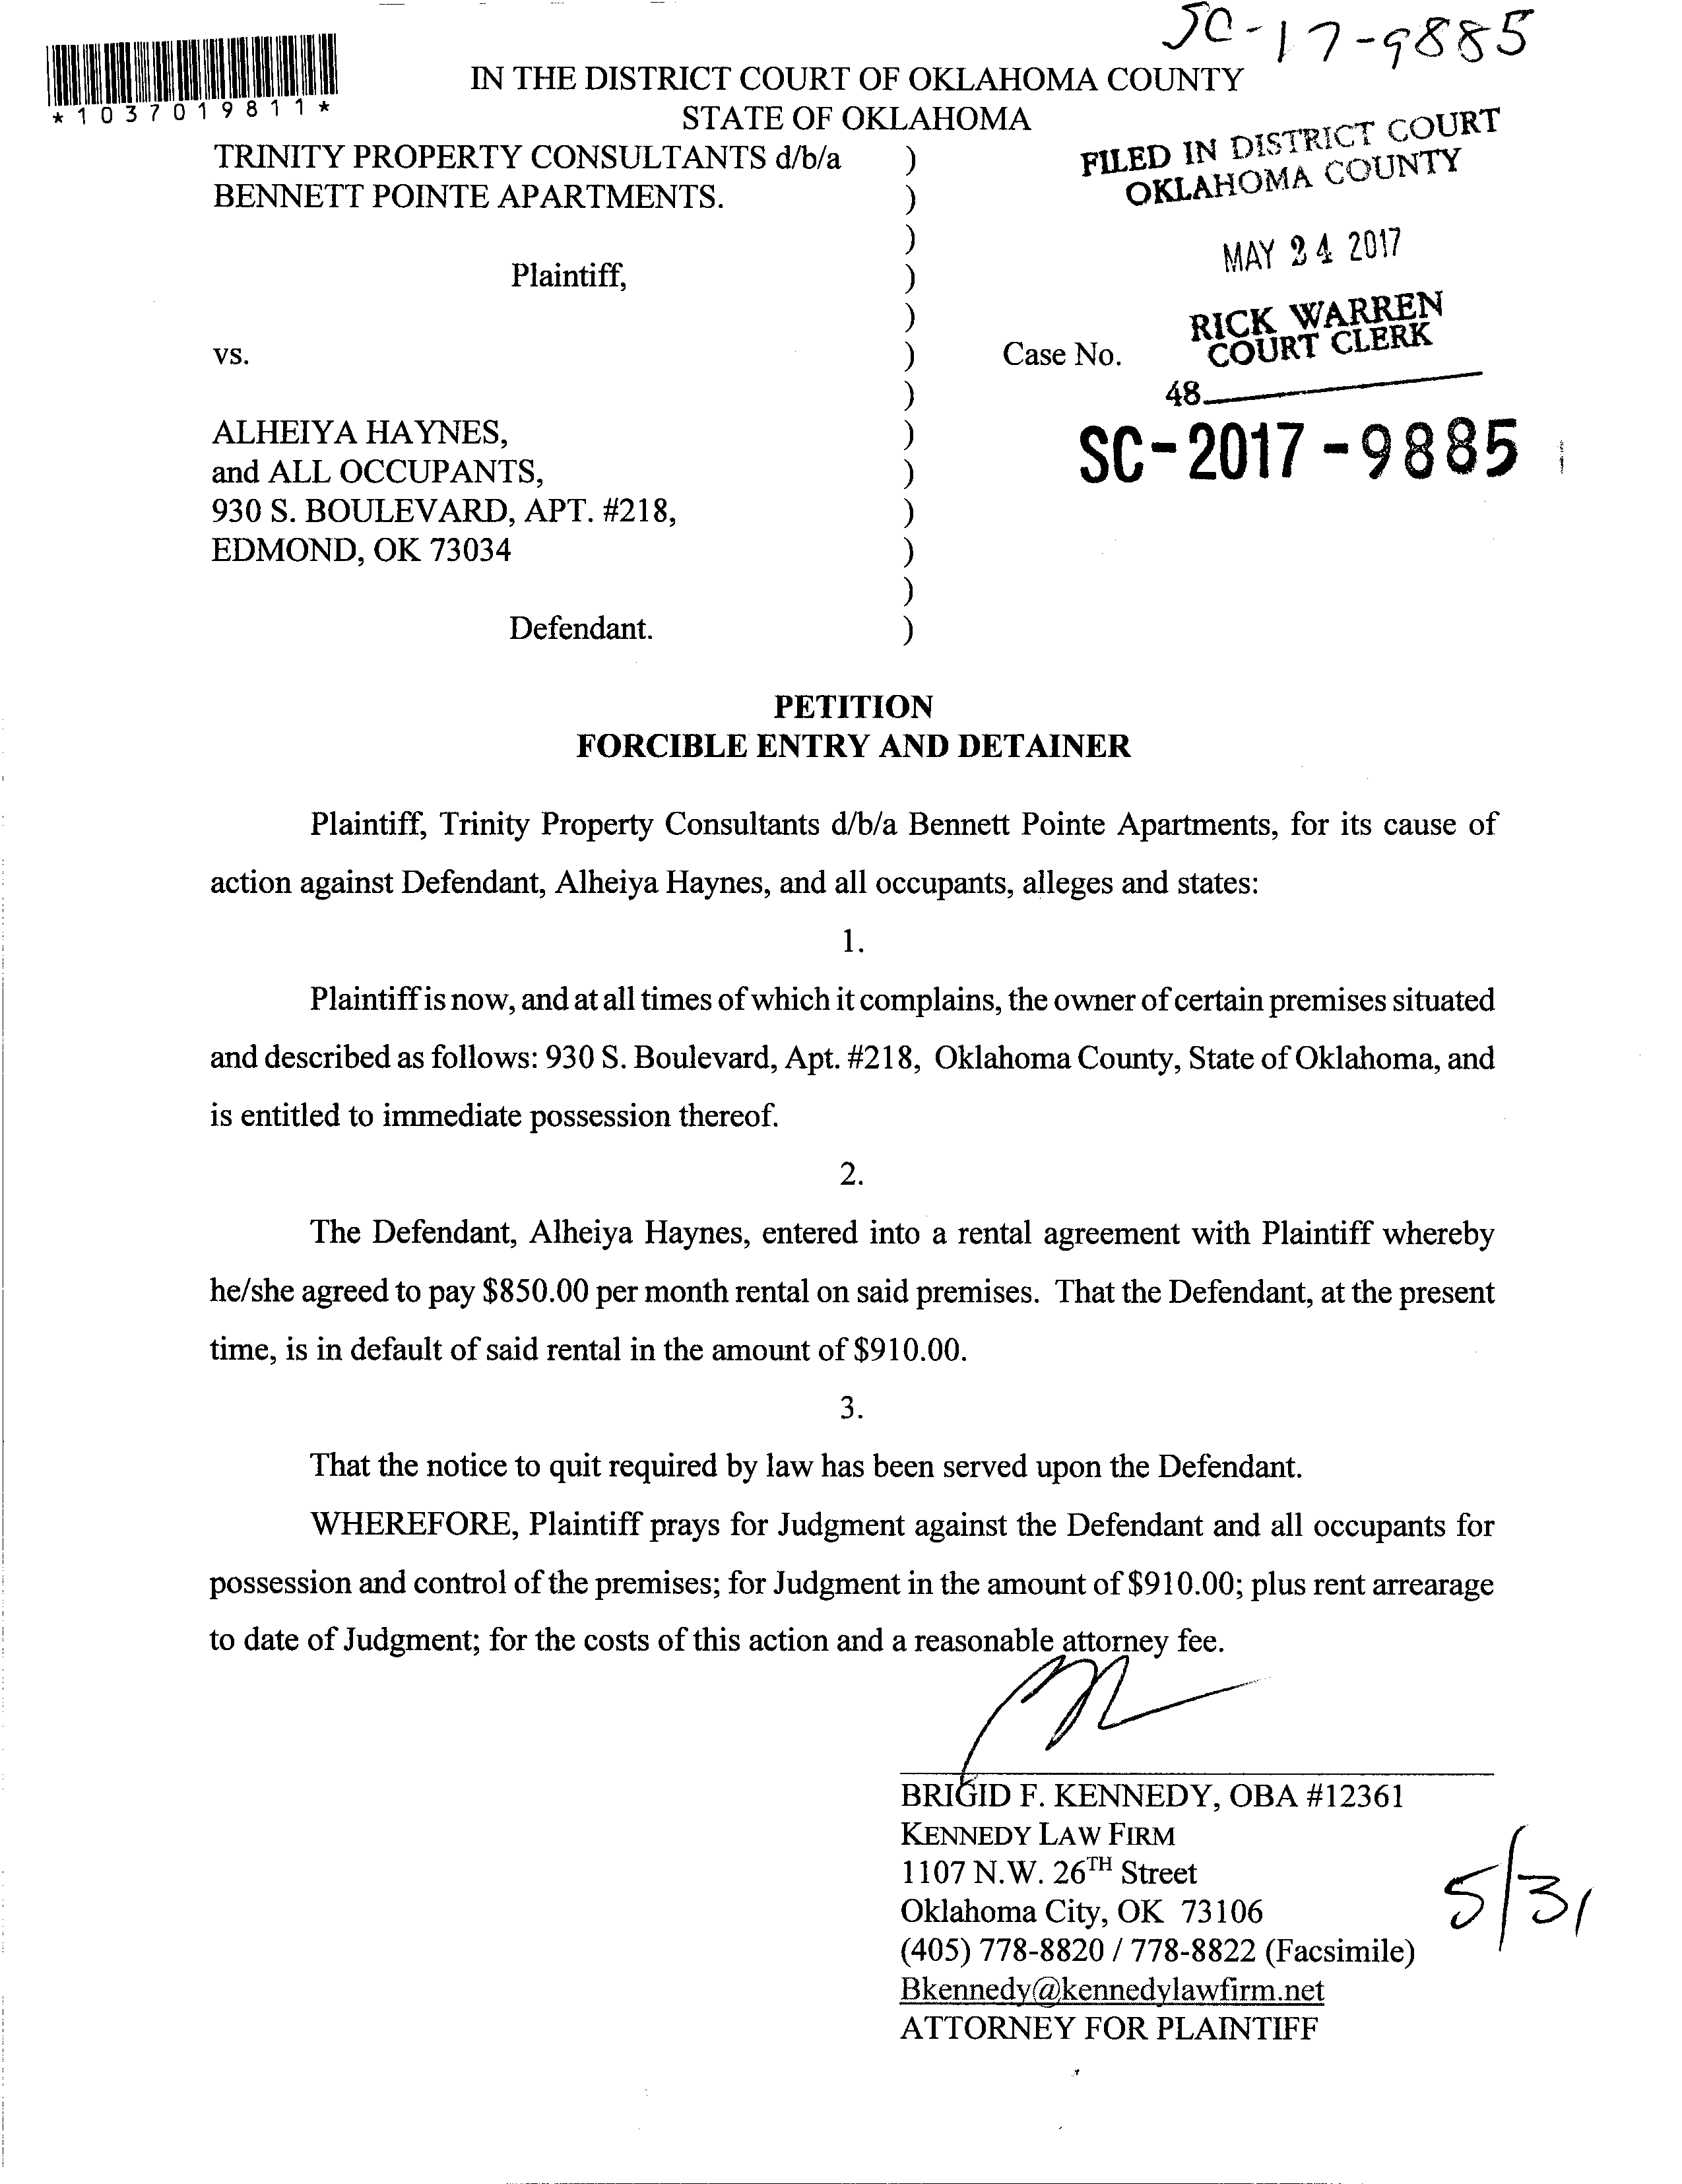 SC-17-9885
*1037019811*
IN THE DISTRICT COURT OF OKLAHOMA COUNTY
STATE OF OKLAHOMA
TRINITY PROPERTY CONSULTANTS d/b/a )
BENNETT POINTE APARTMENTS. )
)
Plaintiff, )
)
vs. ) Case No.
)
ALHEIYA HAYNES, )
and ALL OCCUPANTS, )
930 S. BOULEVARD, APT. #218, )
EDMOND, OK 73034 )
)
Defendant. )
FILED IN DISTRICT COURT
OKLAHOMA COUNTY
MAY 24 2017
RICK WARREN
COURT CLERK
48
SC-2017-9885
PETITION
FORCIBLE ENTRY AND DETAINER
Plaintiff, Trinity Property Consultants d/b/a Bennett Pointe Apartments, for its cause of
action against Defendant, Alheiya Haynes, and all occupants, alleges and states:
1.
Plaintiff is now, and at all times of which it complains, the owner of certain premises situated
and described as follows: 930 S. Boulevard, Apt. #218, Oklahoma County, State of Oklahoma, and
is entitled to immediate possession thereof.
2.
The Defendant, Alheiya Haynes, entered into a rental agreement with Plaintiff whereby
he/she agreed to pay $850.00 per month rental on said premises. That the Defendant, at the present
time, is in default of said rental in the amount of $910.00.
3.
That the notice to quit required by law has been served upon the Defendant.
WHEREFORE, Plaintiff prays for Judgment against the Defendant and all occupants for
possession and control of the premises; for Judgment in the amount of $910.00; plus rent arrearage
to date of Judgment; for the costs of this action and a reasonable attorney fee.
BRIGID F. KENNEDY, OBA #12361
KENNEDY LAW FIRM
1107 N.W. 26TH Street
Oklahoma City, OK 73106
(405) 778-8820 / 778-8822 (Facsimile)
Bkennedy@kennedylawfirm.net
ATTORNEY FOR PLAINTIFF
5/31